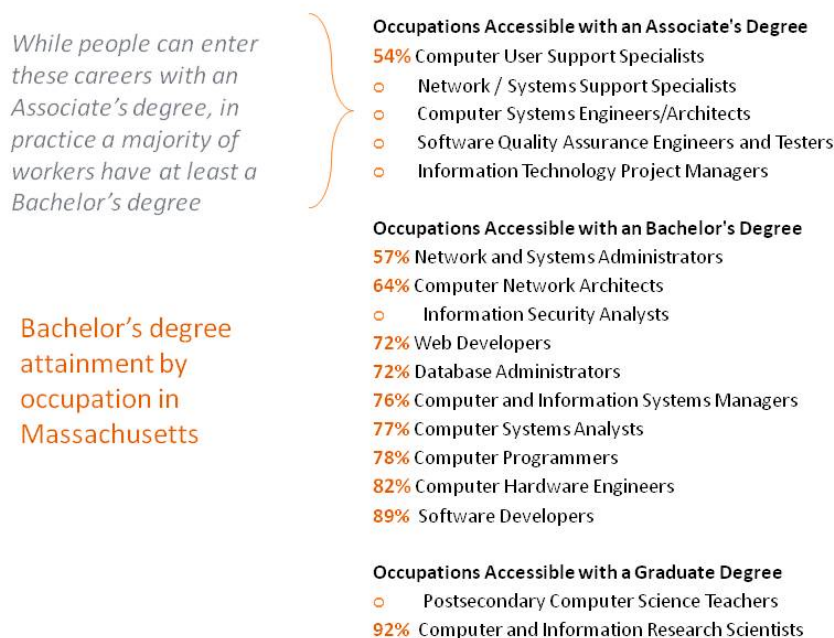 While people can enter
these careers with an
Associate's degree, in
practice a majority of
workers have at least a
Bachelor's degree
Bachelor's degree
attainment by
occupation in
Massachusetts
Occupations Accessible with an Associate's Degree
54% Computer User Support Specialists
o Network / Systems Support Specialists
o Computer Systems Engineers/Architects
o Software Quality Assurance Engineers and Testers
o Information Technology Project Managers
Occupations Accessible with an Bachelor's Degree
57% Network and Systems Administrators
64% Computer Network Architects
o Information Security Analysts
72% Web Developers
72% Database Administrators
76% Computer and Information Systems Managers
77% Computer Systems Analysts
78% Computer Programmers
82% Computer Hardware Engineers
89% Software Developers
Occupations Accessible with a Graduate Degree
o Postsecondary Computer Science Teachers
92% Computer and Information Research Scientists